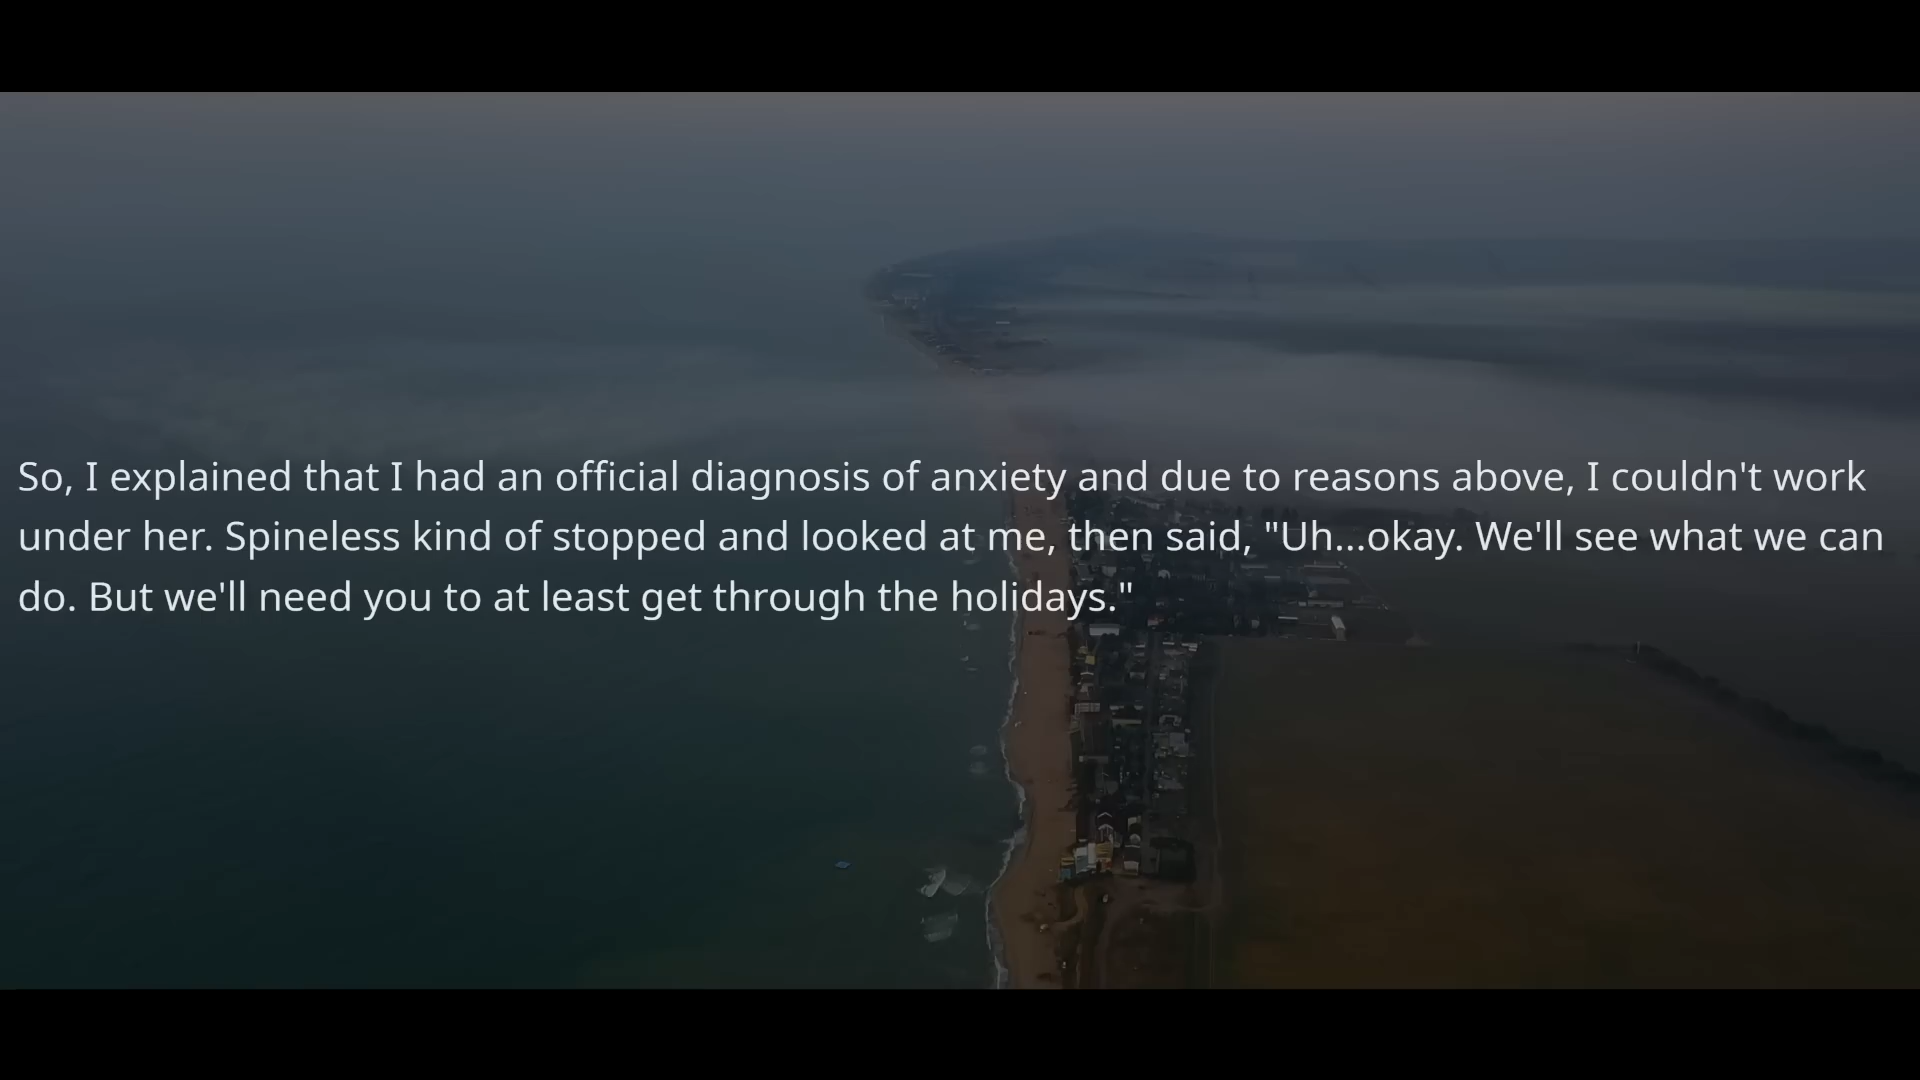 So, I explained that I had an official diagnosis of anxiety and due to reasons above, I couldn't work
under her. Spineless kind of stopped and looked at me, then said, "Uh...okay. We'll see what we can
do. But we'll need you to at least get through the holidays."